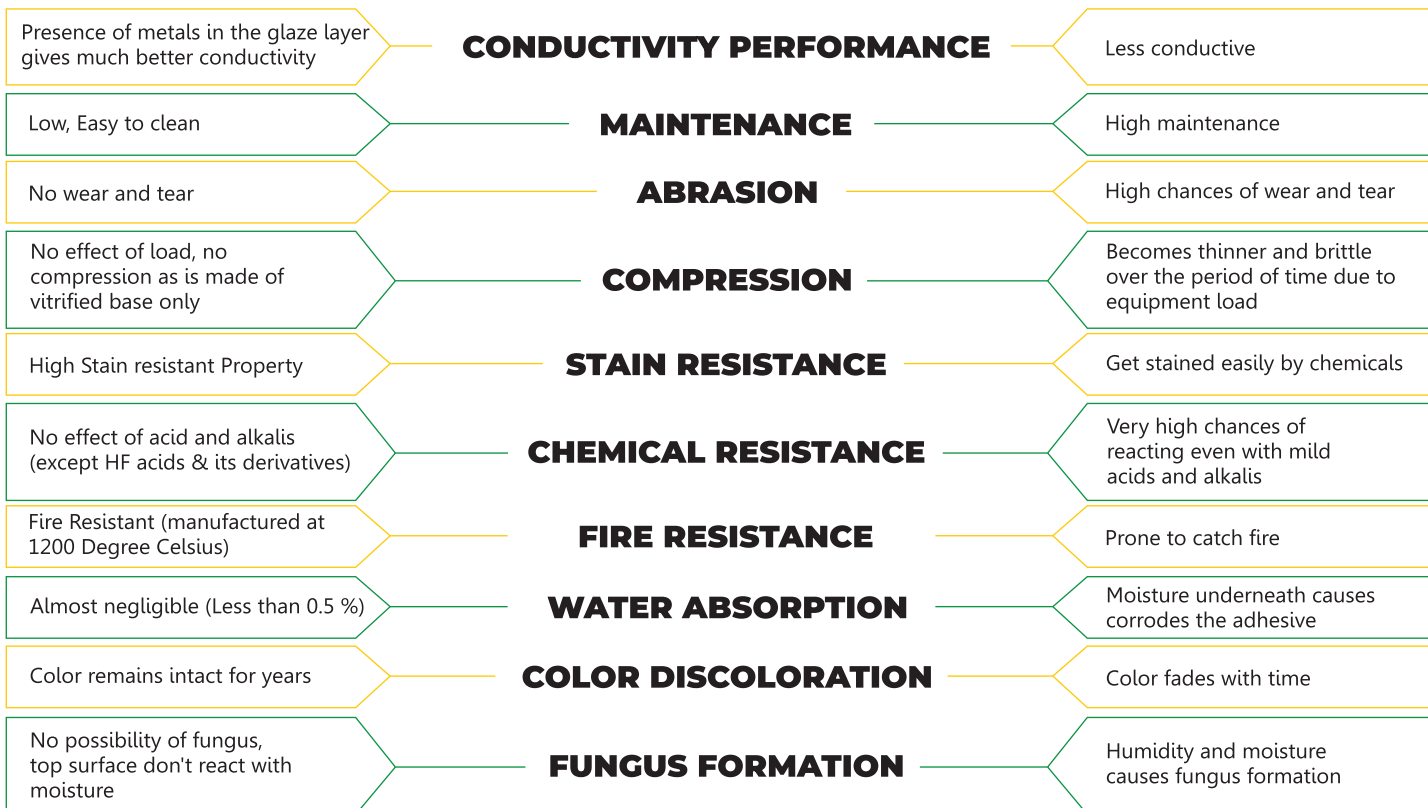 Presence of metals in the glaze layer
gives much better conductivity
CONDUCTIVITY PERFORMANCE
Less conductive
Low, Easy to clean
MAINTENANCE
High maintenance
No wear and tear
ABRASION
High chances of wear and tear
No effect of load, no
compression as is made of
vitrified base only
COMPRESSION
Becomes thinner and brittle
over the period of time due to
equipment load
High Stain resistant Property
STAIN RESISTANCE
Get stained easily by chemicals
No effect of acid and alkalis
(except HF acids & its derivatives)
CHEMICAL RESISTANCE
Very high chances of
reacting even with mild
acids and alkalis
Fire Resistant (manufactured at
1200 Degree Celsius)
FIRE RESISTANCE
Prone to catch fire
Almost negligible (Less than 0.5 %)
WATER ABSORPTION
Moisture underneath causes
corrodes the adhesive
Color remains intact for years
COLOR DISCOLORATION
Color fades with time
No possibility of fungus,
top surface don't react with
moisture
FUNGUS FORMATION
Humidity and moisture
causes fungus formation